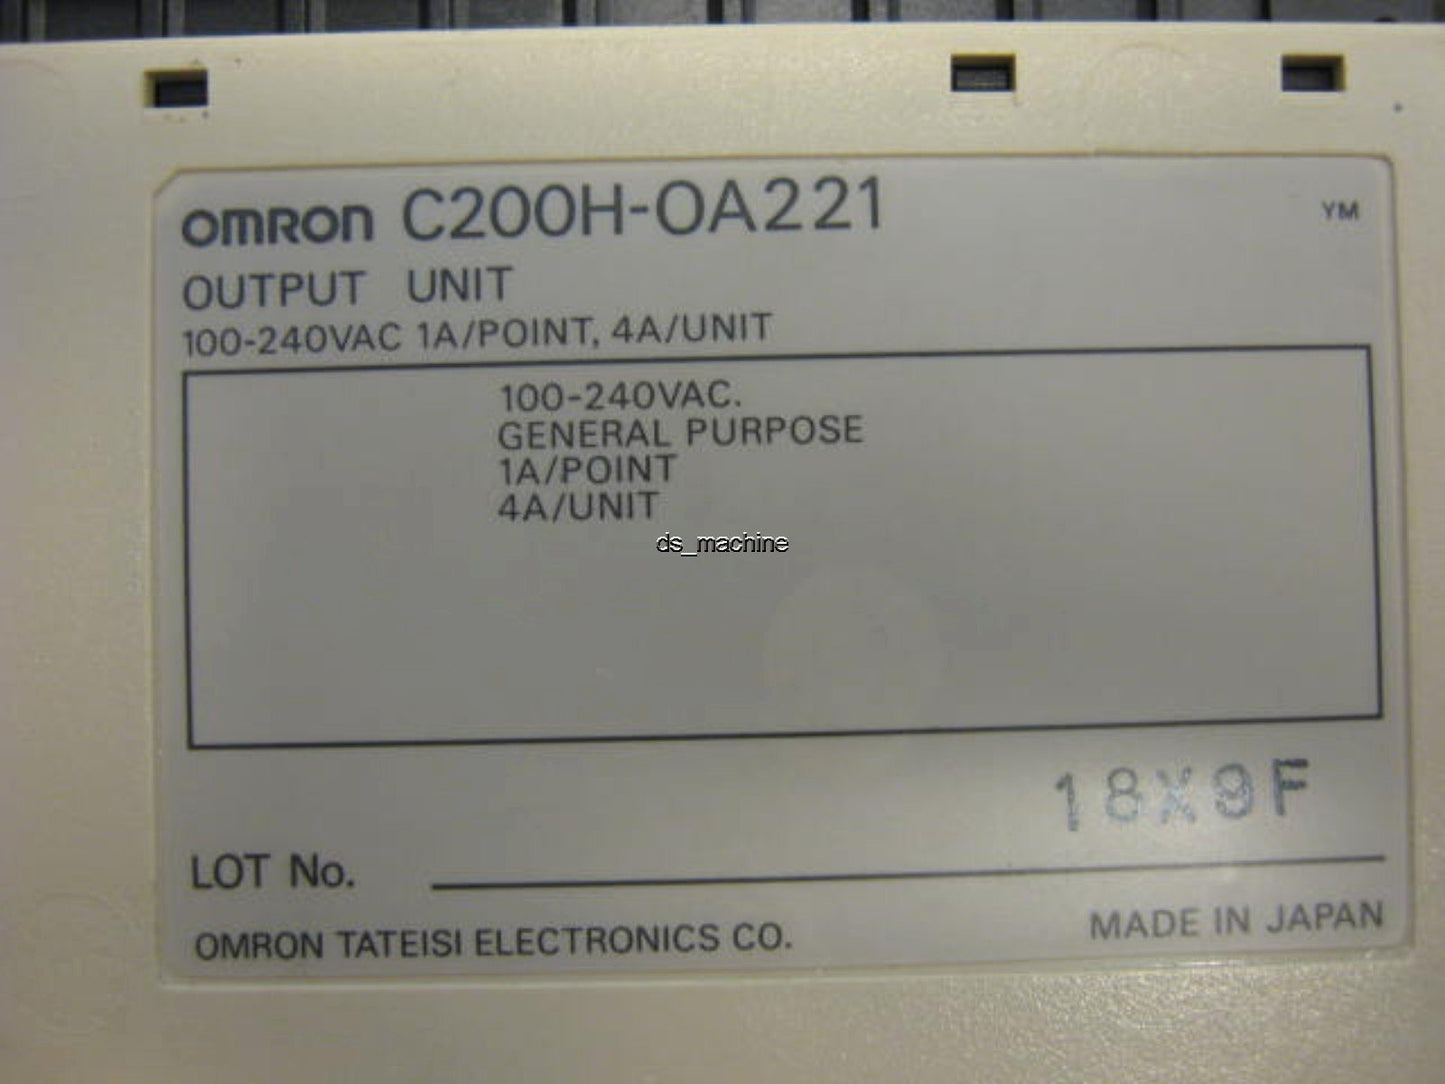 OMRON C200H-OA221 YM
OUTPUT UNIT
100-240VAC 1A/POINT, 4A/UNIT
100-240VAC.
GENERAL PURPOSE
1A/POINT
4A/UNIT
ds_machine
18X9F
LOT No.
OMRON TATEISI ELECTRONICS CO. MADE IN JAPAN